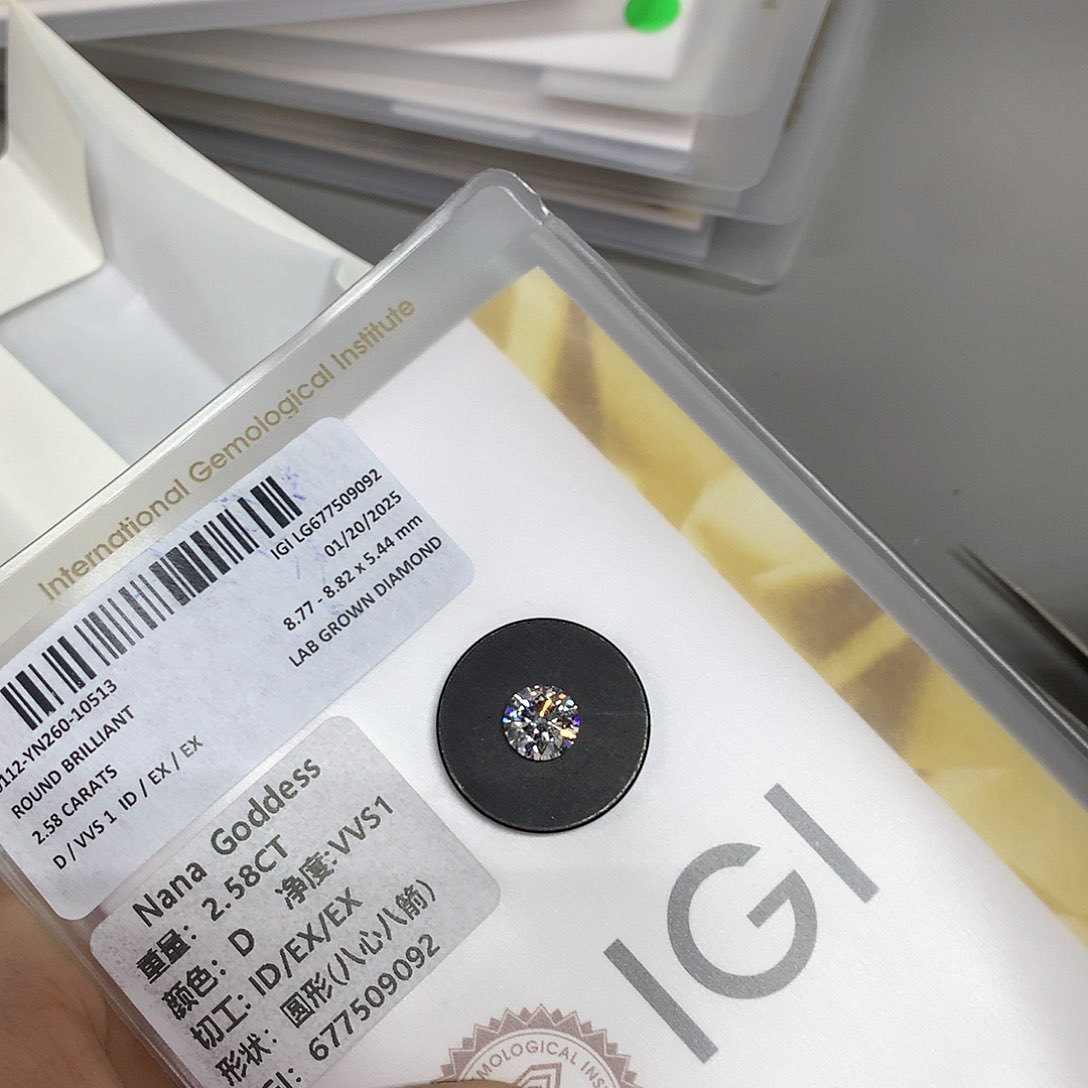 International Gemological Institute
IGI LG677509092
01/20/2025
8.77 - 8.82 x 5.44 mm
LAB GROWN DIAMOND
112-YN260-10513
ROUND BRILLIANT
2.58 CARATS
D / VVS 1 ID / EX / EX
Nana Goddess
重量: 2.58CT
颜色: D 净度:VVS1
切工: ID/EX/EX
形状: 圆形(八心八箭)
677509092
IGI
EMOLOGICAL INS